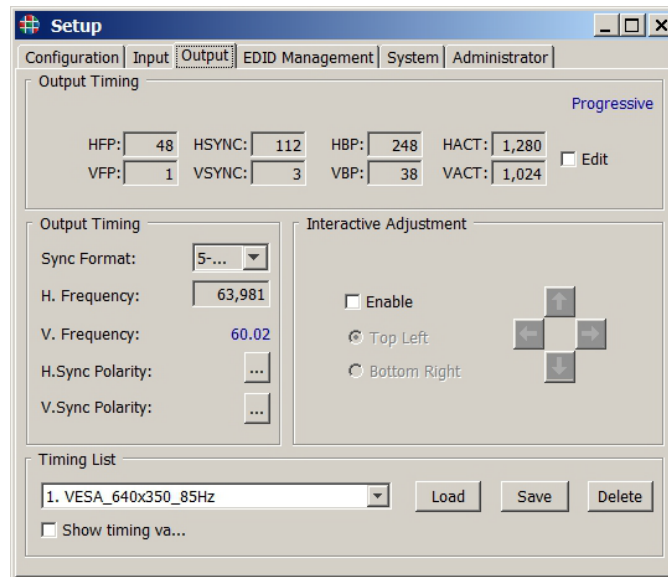 Setup
Configuration Input Output EDID Management System Administrator
Output Timing
Progressive
HFP: 48 HSYNC: 112 HBP: 248 HACT: 1,280
Edit
VFP: 1 VSYNC: 3 VBP: 38 VACT: 1,024
Output Timing
Sync Format: 5-...
H. Frequency: 63,981
V. Frequency: 60.02
H.Sync Polarity: ...
V.Sync Polarity: ...
Interactive Adjustment
Enable
Top Left
Bottom Right
Timing List
1. VESA_640x350_85Hz Load Save Delete
Show timing va...